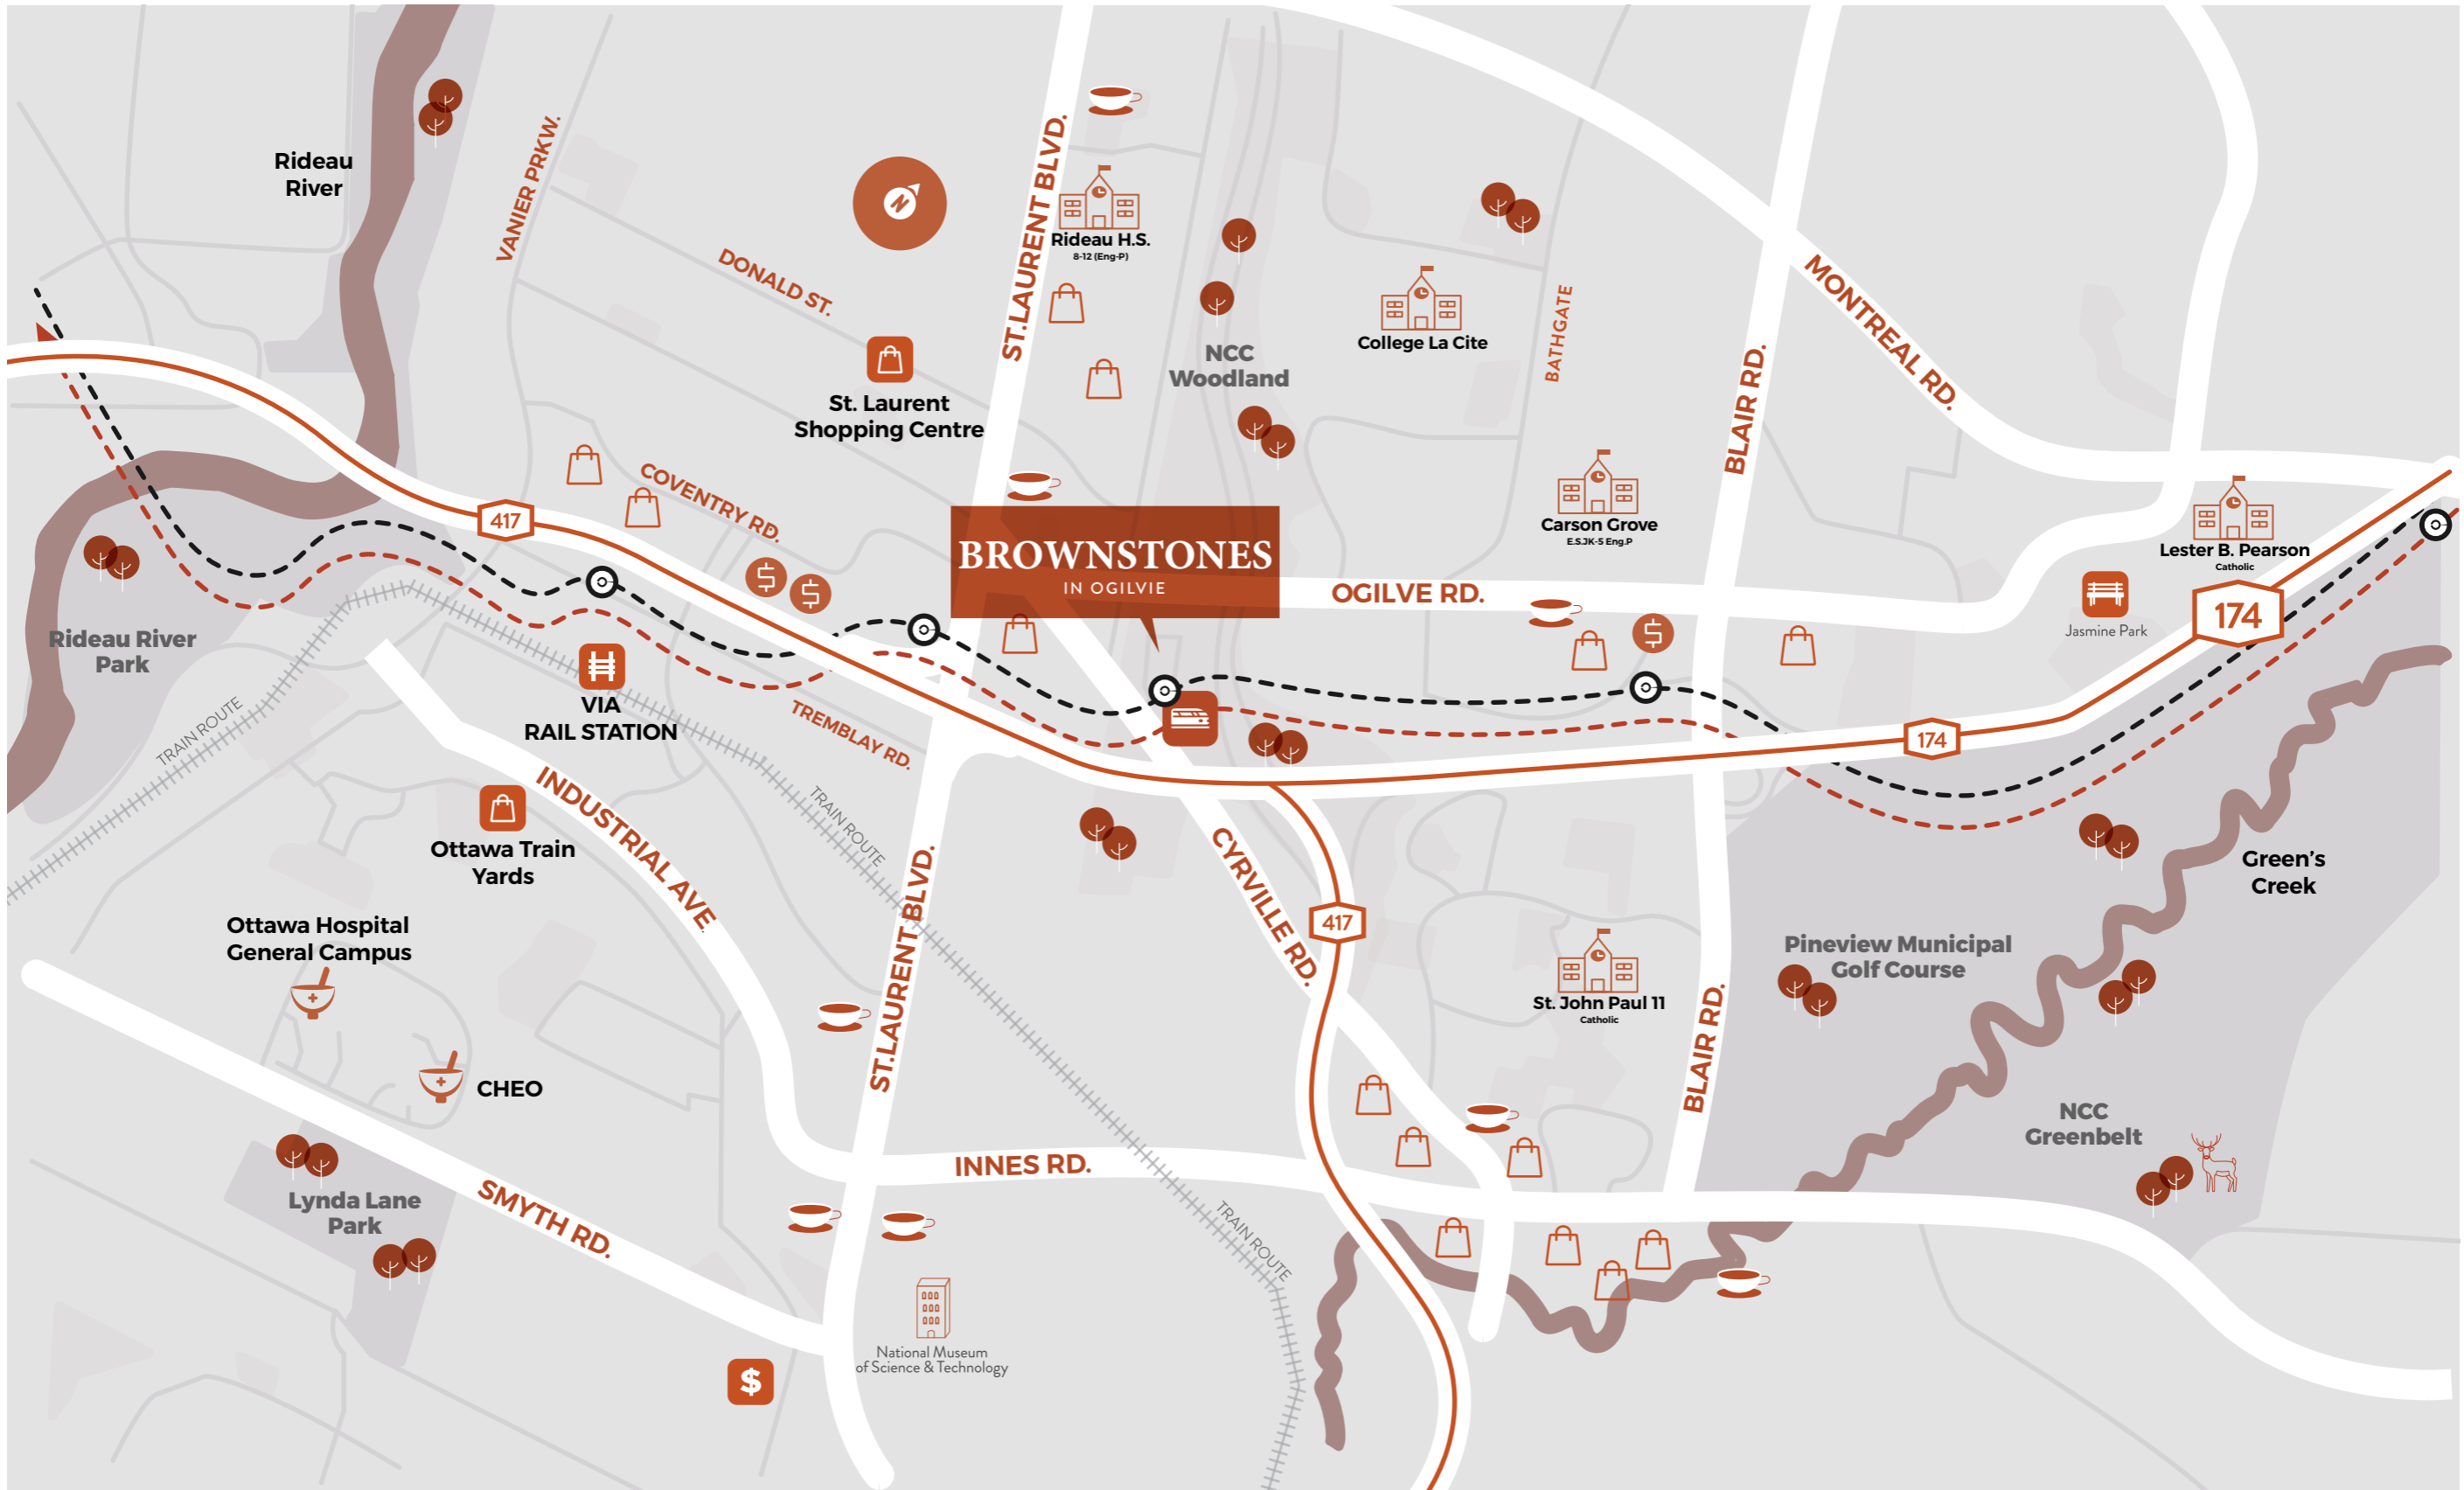 Rideau
River
VANIER PRKW.
N
DONALD ST.
ST.LAURENT BLVD.
Rideau H.S.
8-12 (Eng-P)
NCC
Woodland
College La Cite
BATHGATE
BLAIR RD.
MONTREAL RD.
St. Laurent
Shopping Centre
COVENTRY RD.
417
BROWNSTONES
IN OGILVIE
OGILVE RD.
Carson Grove
E.S.JK-5 Eng.P
Lester B. Pearson
Catholic
Jasmine Park
174
$
$
$
Rideau River
Park
TRAIN ROUTE
VIA
RAIL STATION
TREMBLAY RD.
174
INDUSTRIAL AVE.
Ottawa Train
Yards
TRAIN ROUTE
ST.LAURENT BLVD.
CYRVILLE RD.
417
Green's
Creek
Ottawa Hospital
General Campus
CHEO
St. John Paul 11
Catholic
BLAIR RD.
Pineview Municipal
Golf Course
NCC
Greenbelt
INNES RD.
Lynda Lane
Park
SMYTH RD.
TRAIN ROUTE
National Museum
of Science & Technology
$